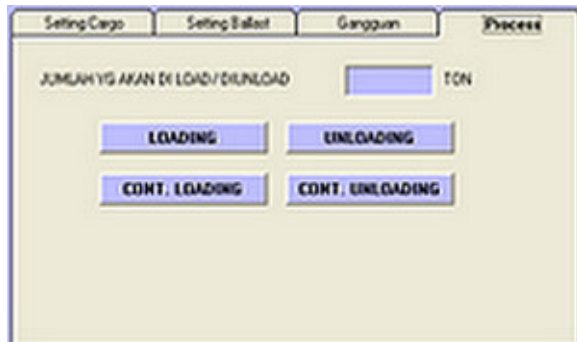 Setting Cargo Setting Ballast Gangguan Process
JUMLAH YG AKAN DI LOAD / DIUNLOAD TON
LOADING UNLOADING
CONT. LOADING CONT. UNLOADING